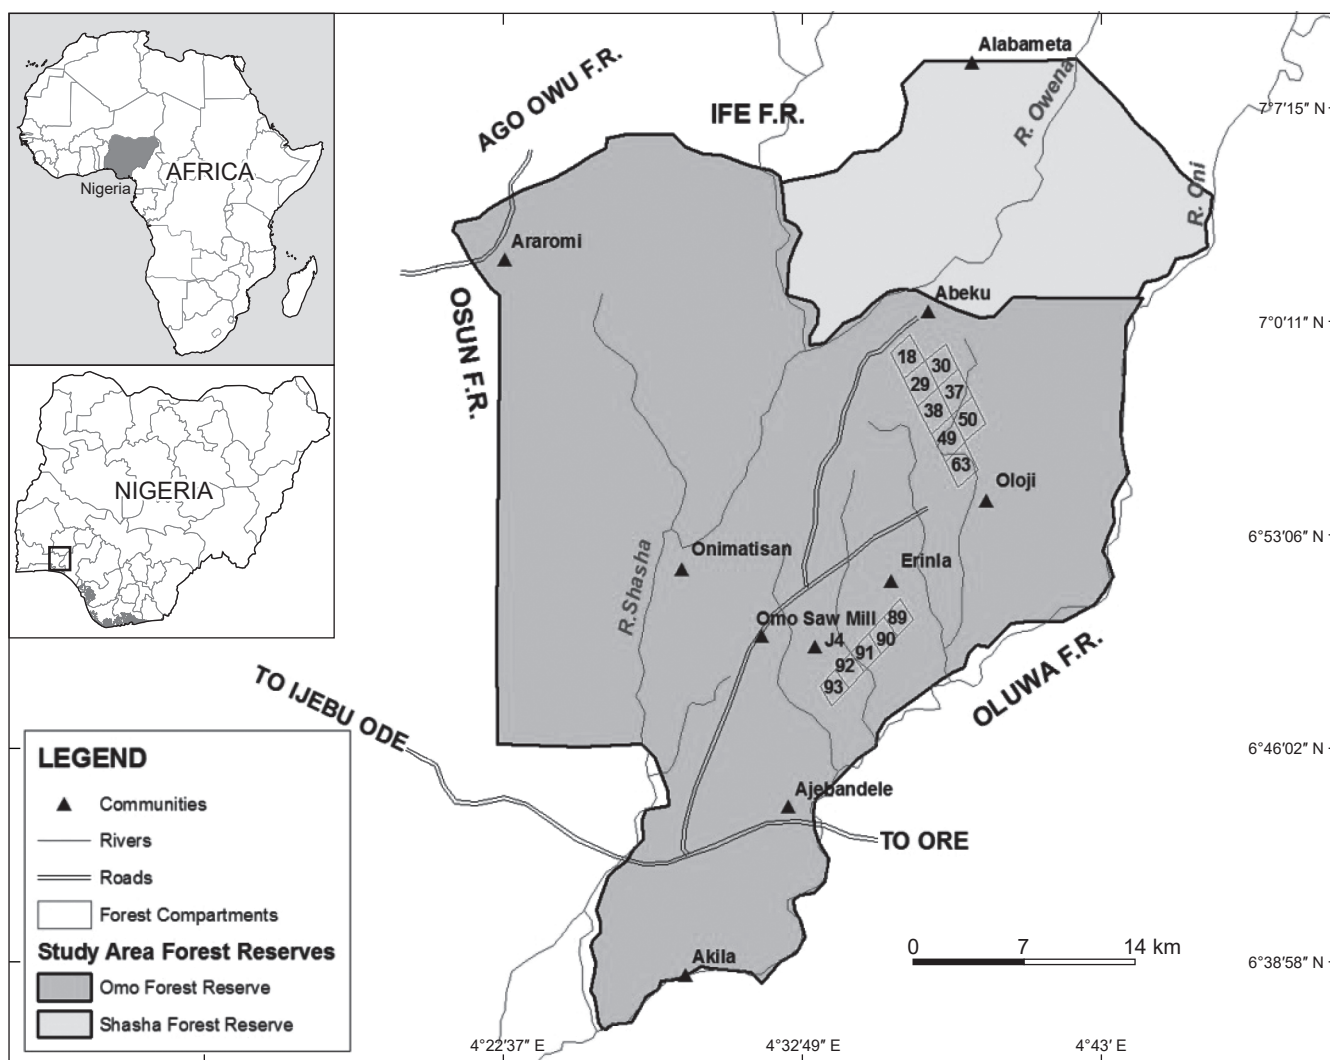 AFRICA
Nigeria
NIGERIA
AGO OWU F.R.
IFE F.R.
Alabameta
R. Owena
R. Oni
7°7′15″ N
Araromi
OSUN F.R.
Abeku
7°0′11″ N
18
30
29
37
38
50
49
63
Oloji
6°53′06″ N
R.Shasha
Onimatisan
Erinla
Omo Saw Mill
89
J4
90
91
92
93
OLUWA F.R.
TO IJEBU ODE
6°46′02″ N
Ajebandele
TO ORE
LEGEND
Communities
Rivers
Roads
Forest Compartments
Study Area Forest Reserves
Omo Forest Reserve
Shasha Forest Reserve
Akila
0 7 14 km
6°38′58″ N
4°22′37″ E 4°32′49″ E 4°43′ E